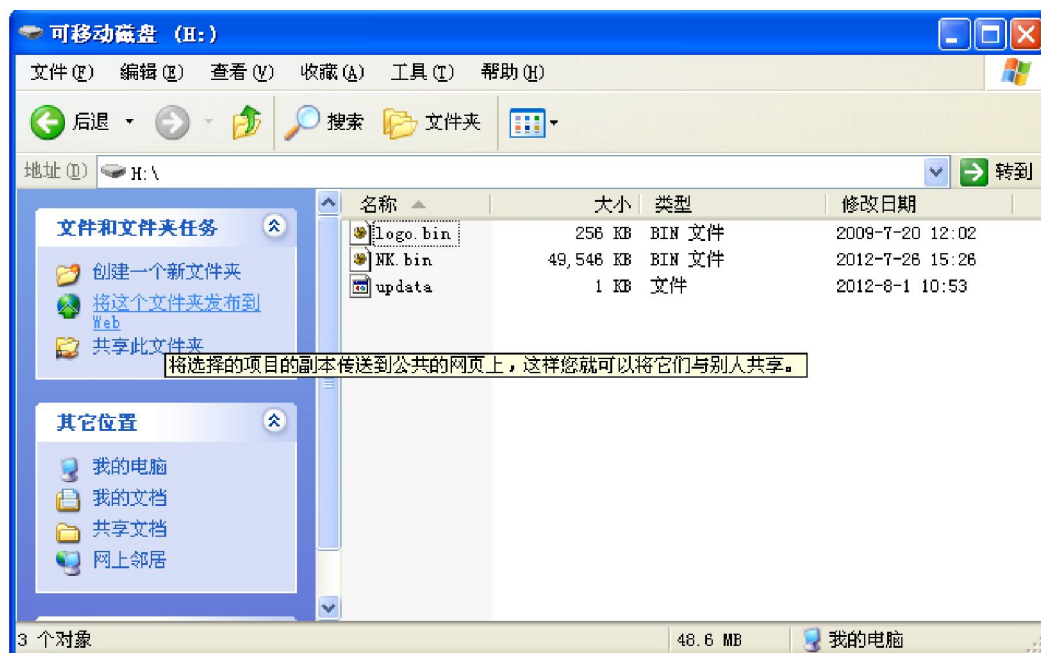 可移动磁盘 (H:)
文件(F) 编辑(E) 查看(V) 收藏(A) 工具(T) 帮助(H)
后退 搜索 文件夹
地址(D) H:\ 转到
文件和文件夹任务
创建一个新文件夹
将这个文件夹发布到
Web
共享此文件夹
将选择的项目的副本传送到公共的网页上，这样您就可以将它们与别人共享。
其它位置
我的电脑
我的文档
共享文档
网上邻居
名称 大小 类型 修改日期
logo.bin 256 KB BIN 文件 2009-7-20 12:02
NK.bin 49,546 KB BIN 文件 2012-7-26 15:26
updata 1 KB 文件 2012-8-1 10:53
3 个对象 48.6 MB 我的电脑